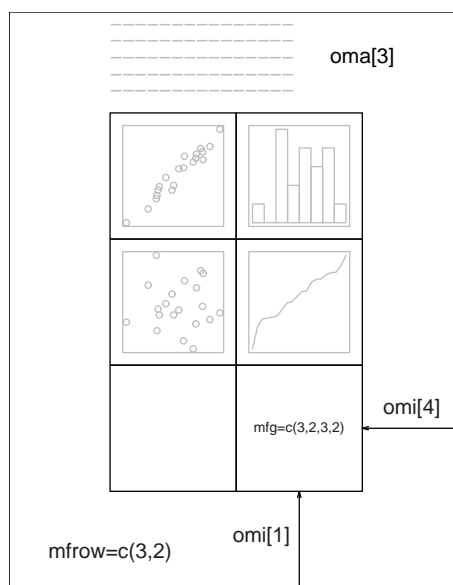 oma[3]
omi[4]
mfg=c(3,2,3,2)
omi[1]
mfrow=c(3,2)